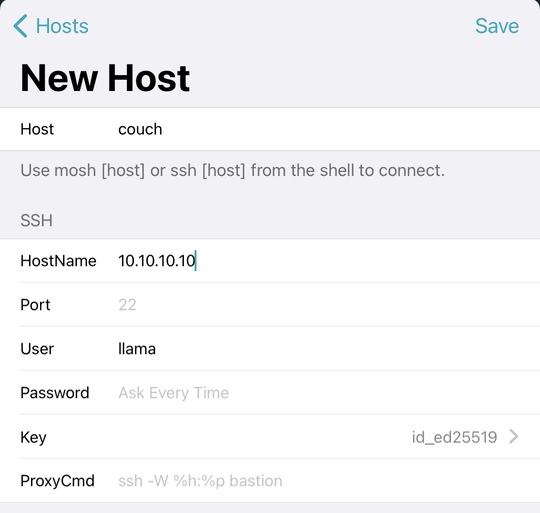 Hosts Save
New Host
Host couch
Use mosh [host] or ssh [host] from the shell to connect.
SSH
HostName 10.10.10.10
Port 22
User llama
Password Ask Every Time
Key id_ed25519
ProxyCmd ssh -W %h:%p bastion